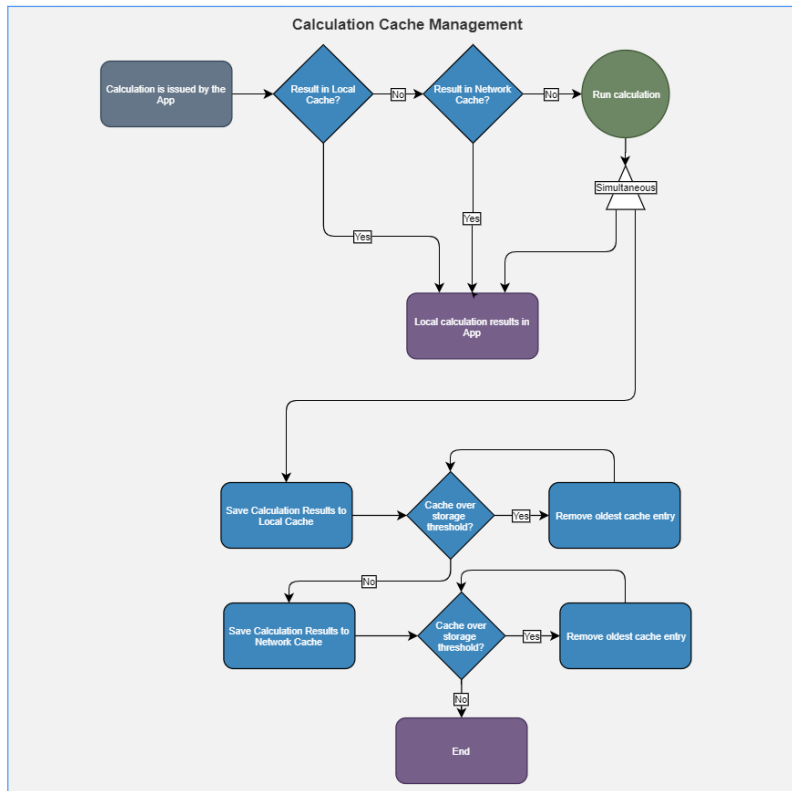 Calculation Cache Management
Calculation is issued by the
App
Result in Local
Cache?
No
Result in Network
Cache?
No
Run calculation
Simultaneous
Yes
Yes
Local calculation results in
App
Save Calculation Results to
Local Cache
Cache over
storage
threshold?
Yes
Remove oldest cache entry
No
Save Calculation Results to
Network Cache
Cache over
storage
threshold?
Yes
Remove oldest cache entry
No
End